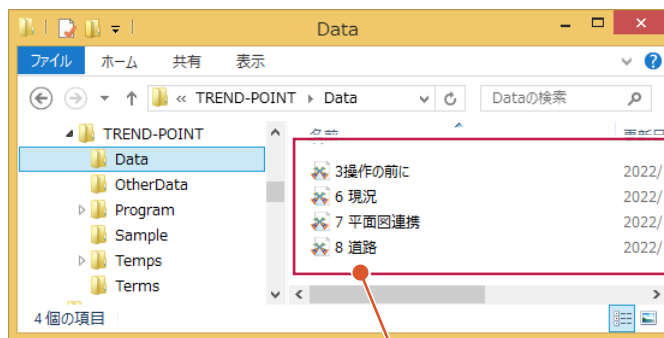 Data
ファイル ホーム 共有 表示
« TREND-POINT Data Dataの検索
TREND-POINT
Data
OtherData
Program
Sample
Temps
Terms
名前
3操作の前に 2022/
6 現況 2022/
7 平面図連携 2022/
8 道路 2022/
4 個の項目